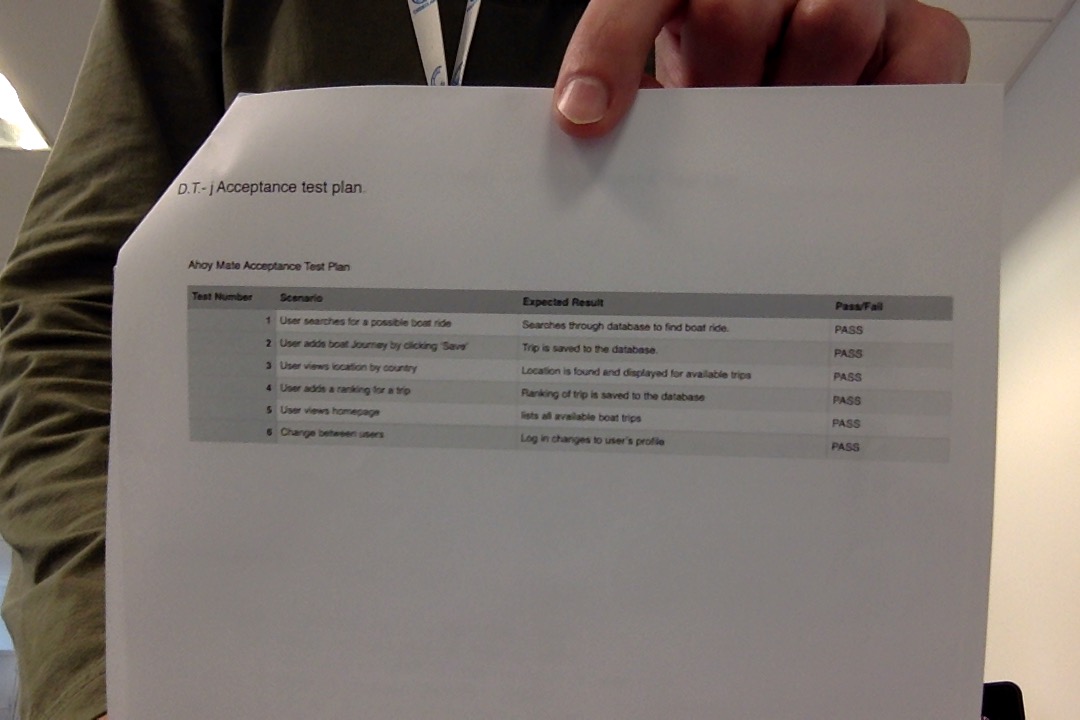 D.T.- j Acceptance test plan.
Ahoy Mate Acceptance Test Plan
Test Number Scenario Expected Result Pass/Fail
1 User searches for a possible boat ride Searches through database to find boat ride. PASS
2 User adds boat Journey by clicking 'Save' Trip is saved to the database. PASS
3 User views location by country Location is found and displayed for available trips PASS
4 User adds a ranking for a trip Ranking of trip is saved to the database PASS
5 User views homepage lists all available boat trips PASS
6 Change between users Log in changes to user's profile PASS